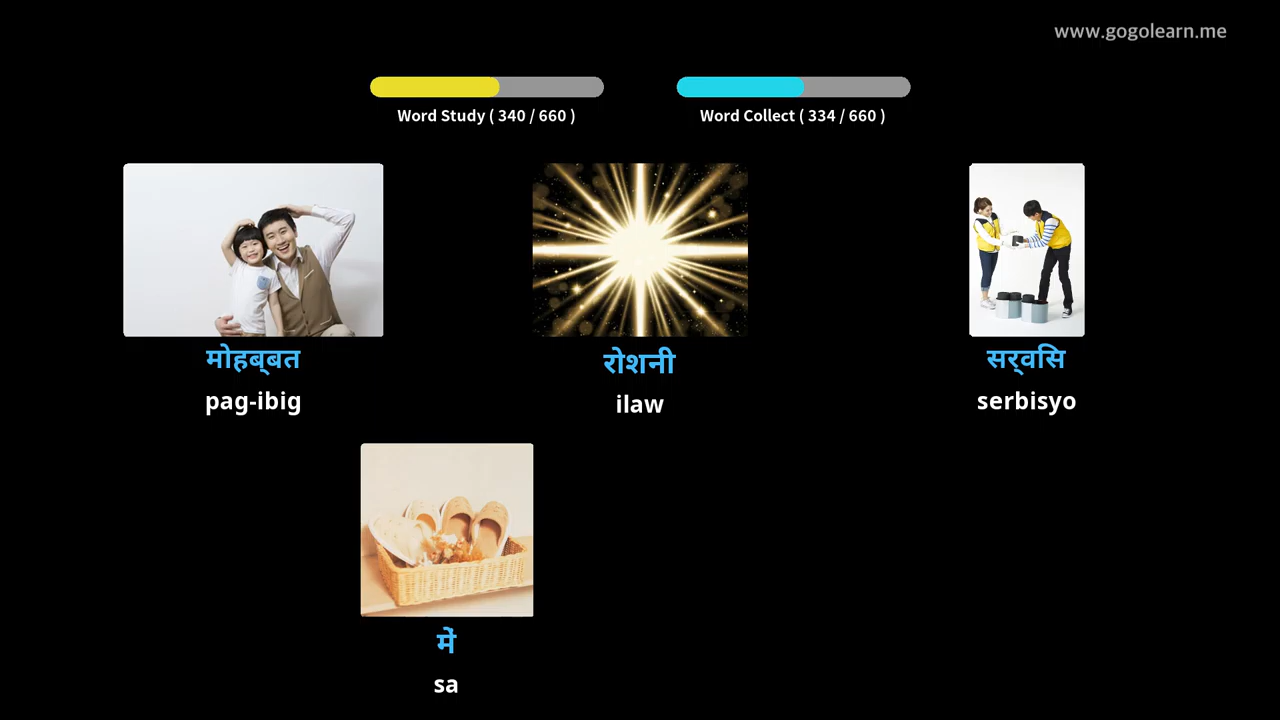 www.gogolearn.me
Word Study ( 340 / 660 )
Word Collect ( 334 / 660 )
मोहब्बत
pag-ibig
रोशनी
ilaw
सर्वसि
serbisyo
में
sa